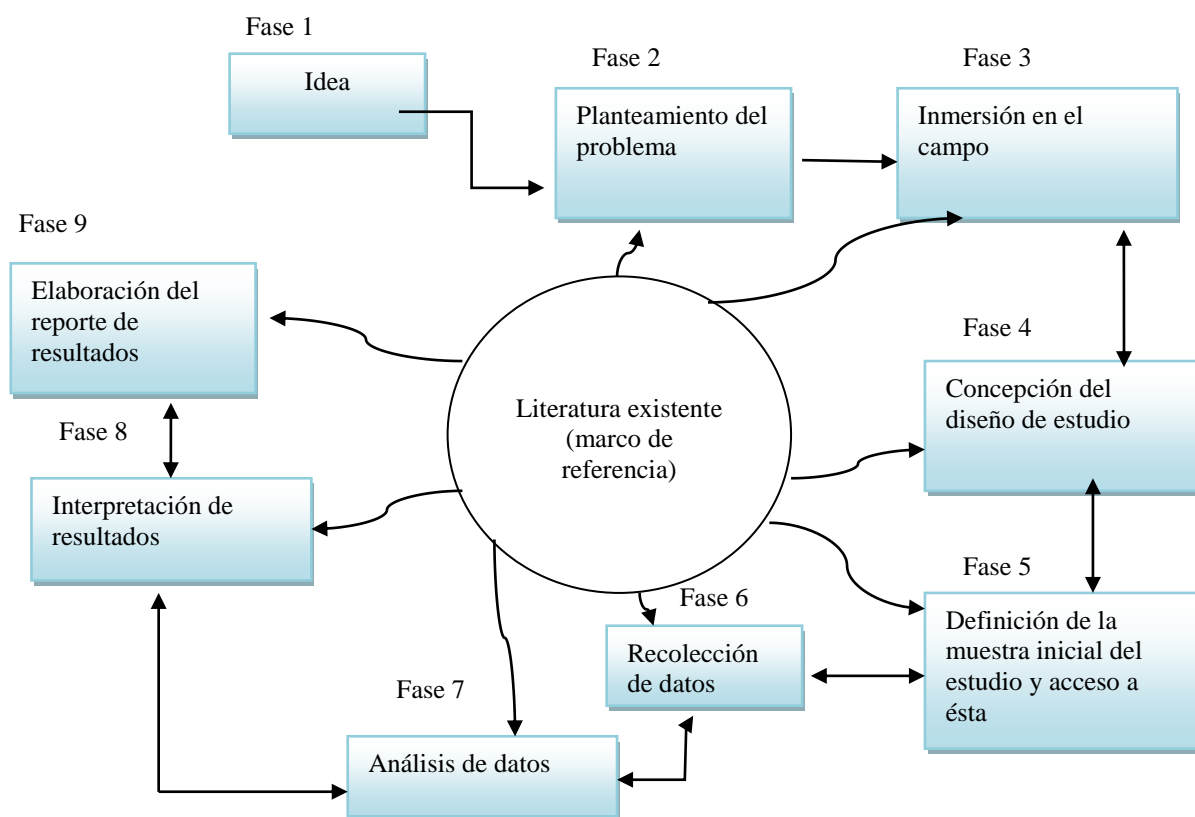 Fase 1
Idea
Fase 2
Planteamiento del
problema
Fase 3
Inmersión en el
campo
Fase 9
Elaboración del
reporte de
resultados
Fase 4
Concepción del
diseño de estudio
Literatura existente
(marco de
referencia)
Fase 8
Interpretación de
resultados
Fase 5
Definición de la
muestra inicial del
estudio y acceso a
ésta
Fase 6
Recolección
de datos
Fase 7
Análisis de datos